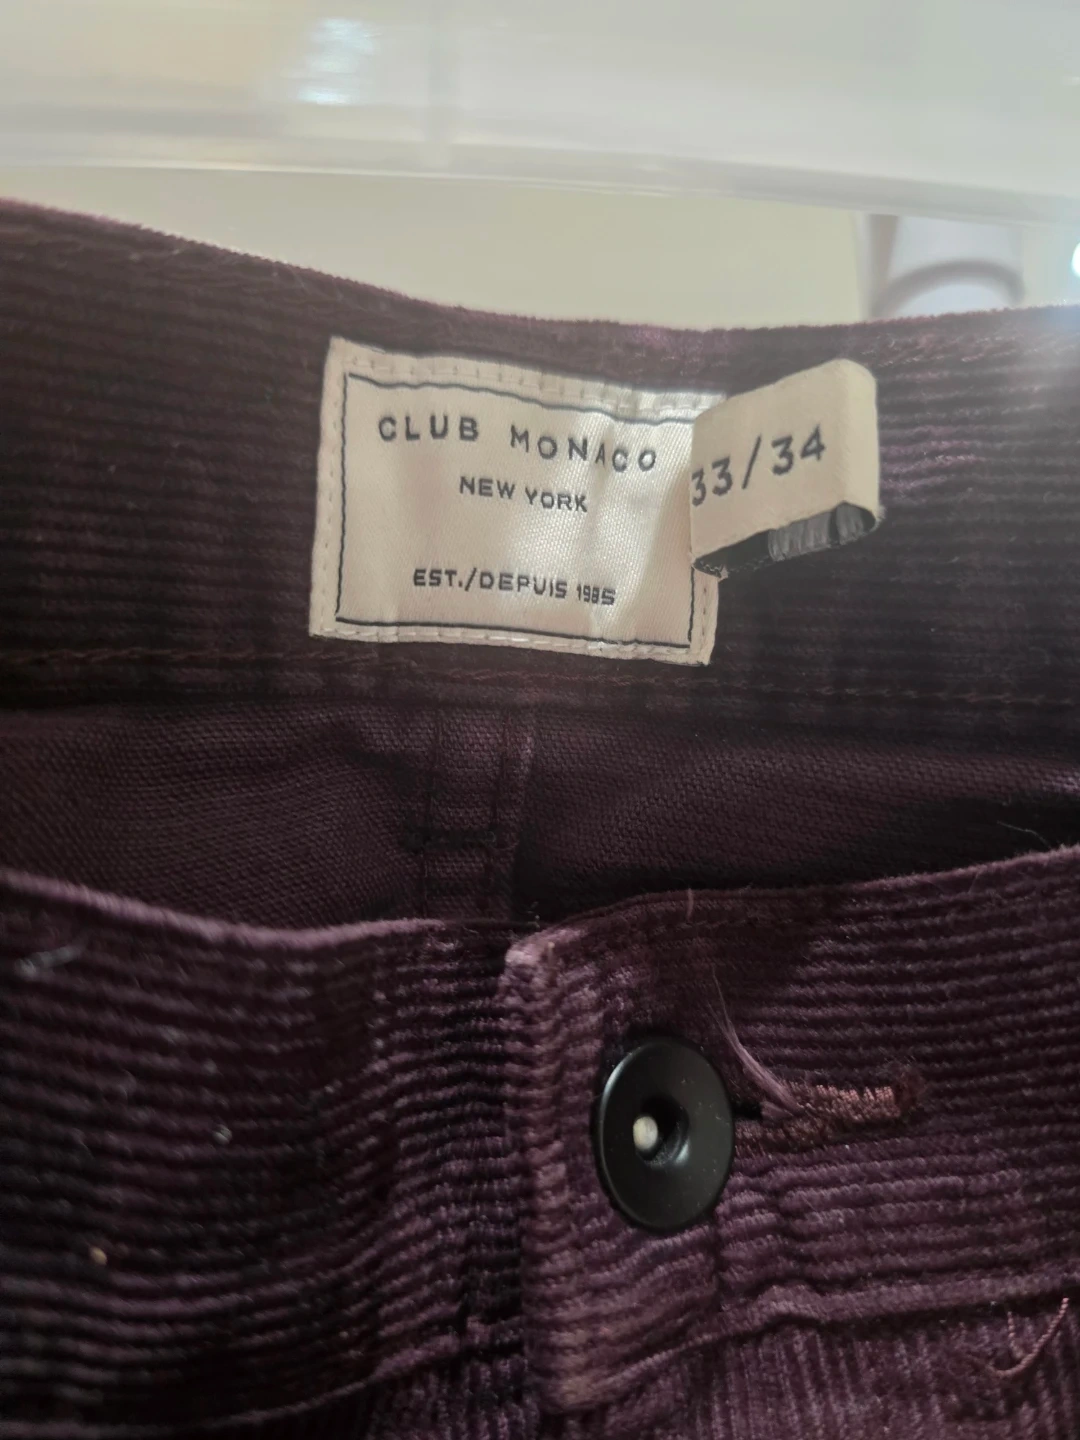 CLUB MONACO
NEW YORK
EST./DEPUIS 1985
33/34